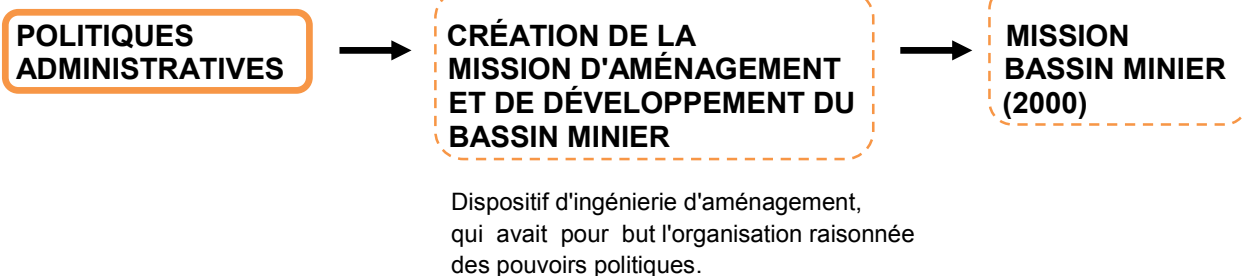 POLITIQUES
ADMINISTRATIVES
CRÉATION DE LA
MISSION D'AMÉNAGEMENT
ET DE DÉVELOPPEMENT DU
BASSIN MINIER
MISSION
BASSIN MINIER
(2000)
Dispositif d'ingénierie d'aménagement,
qui avait pour but l'organisation raisonnée
des pouvoirs politiques.